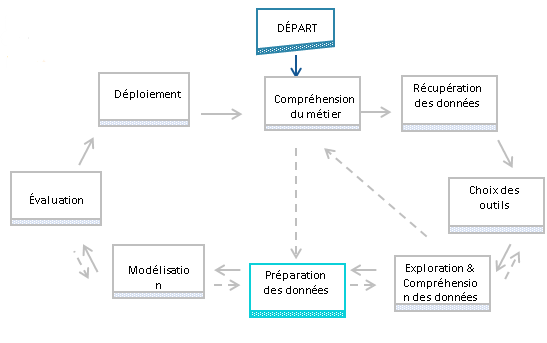 DÉPART
Déploiement
Compréhension
du métier
Récupération
des données
Évaluation
Choix des
outils
Modélisatio
n
Préparation
des données
Exploration &
Compréhensio
n des données